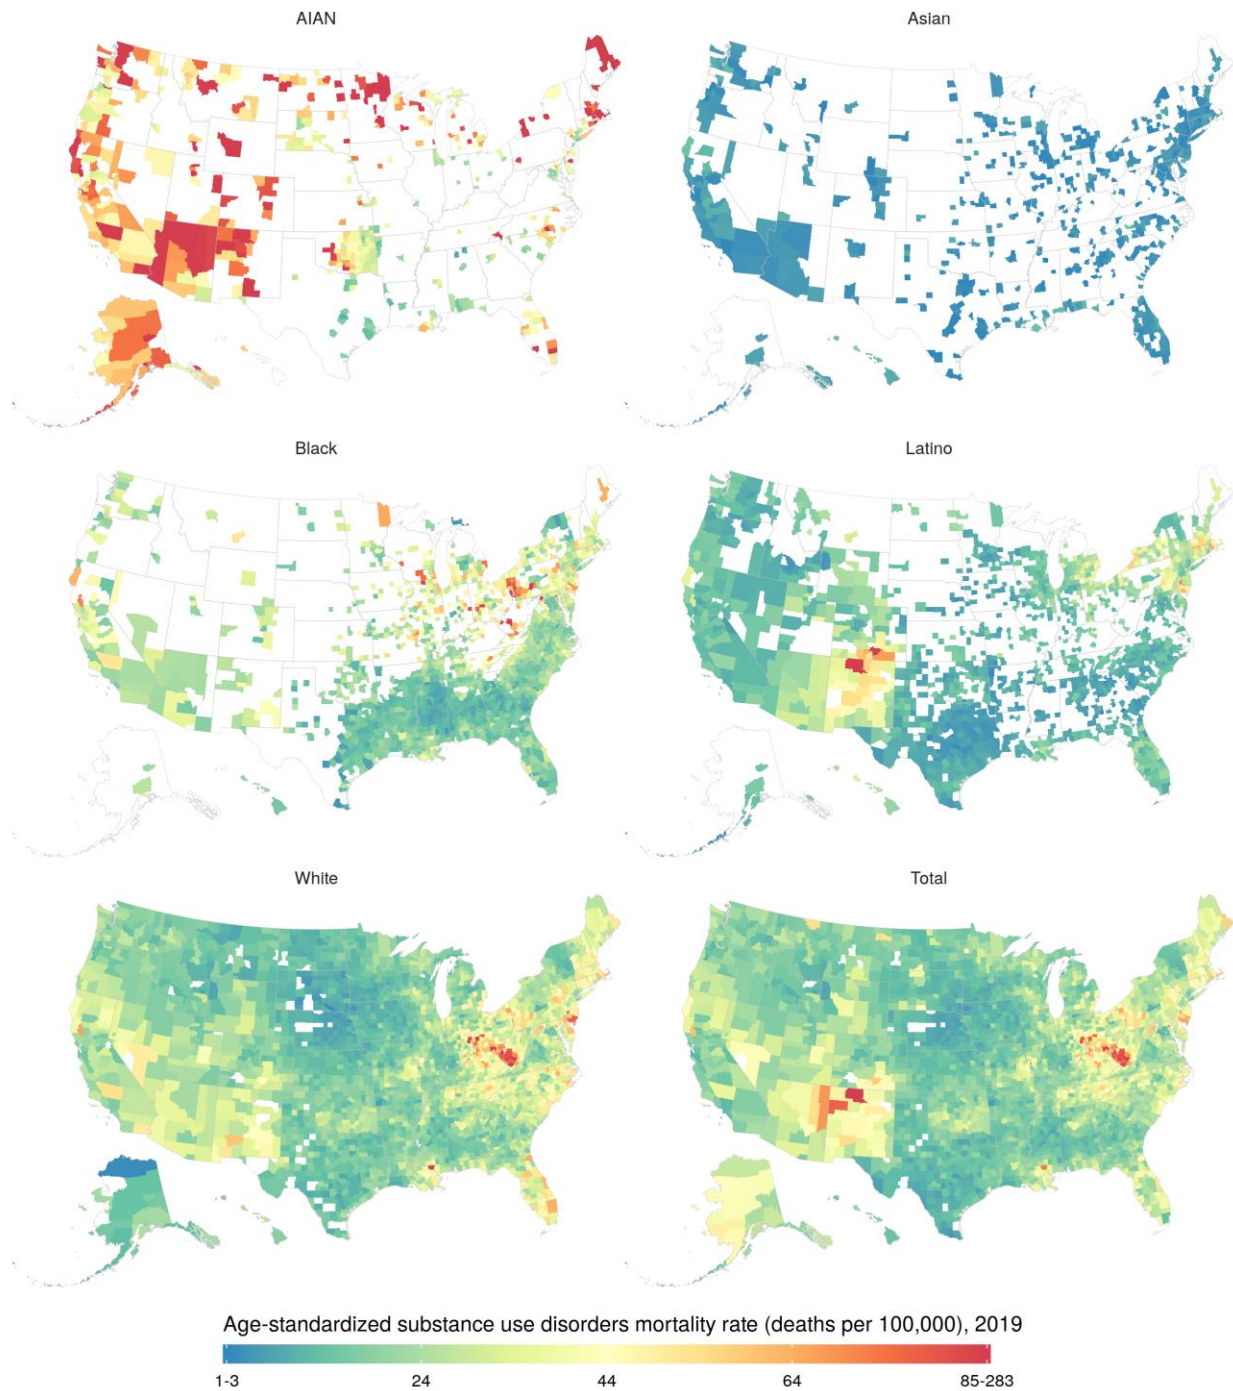 AIAN
Asian
Black
Latino
White
Total
Age-standardized substance use disorders mortality rate (deaths per 100,000), 2019
1-3 24 44 64 85-283